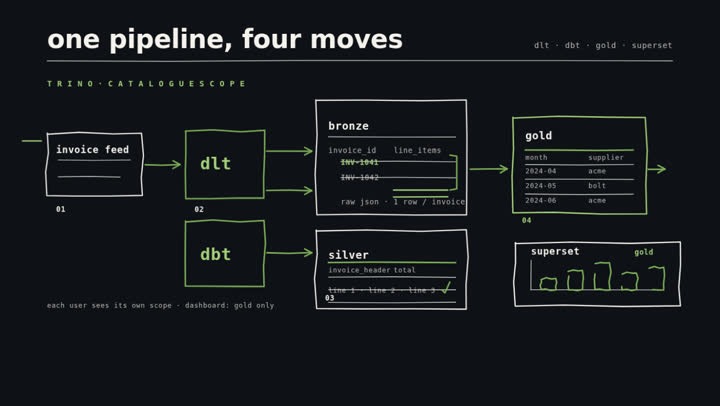 one pipeline, four moves
dlt · dbt · gold · superset
TRINO·CATALOGUESCOPE
invoice feed
01
dlt
02
bronze
invoice_id line_items
INV-1041
INV-1042
raw json · 1 row / invoice
gold
month supplier
2024-04 acme
2024-05 bolt
2024-06 acme
04
dbt
silver
invoice_header total
line 1 · line 2 · line 3
03
superset gold
each user sees its own scope · dashboard: gold only